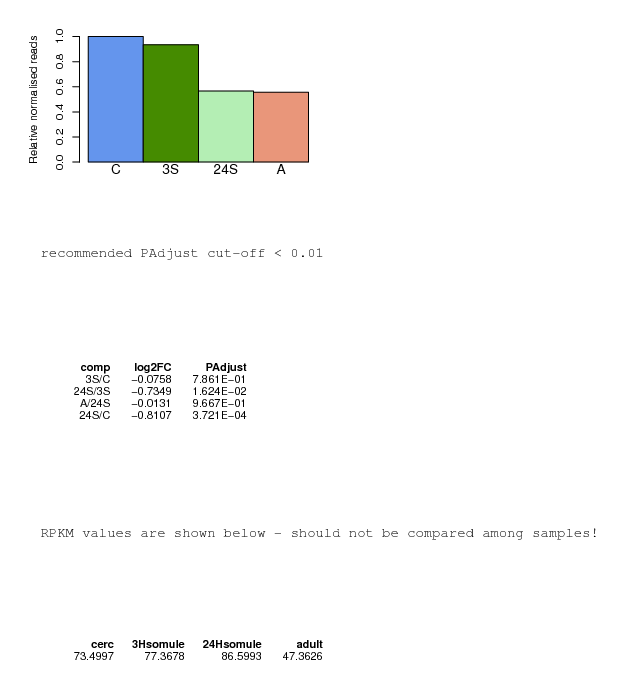 Relative normalised reads
1.0
0.8
0.6
0.4
0.2
0.0
C 3S 24S A
recommended PAdjust cut-off < 0.01
comp log2FC PAdjust
3S/C −0.0758 7.861E−01
24S/3S −0.7349 1.624E−02
A/24S −0.0131 9.667E−01
24S/C −0.8107 3.721E−04
RPKM values are shown below - should not be compared among samples!
cerc 3Hsomule 24Hsomule adult
73.4997 77.3678 86.5993 47.3626